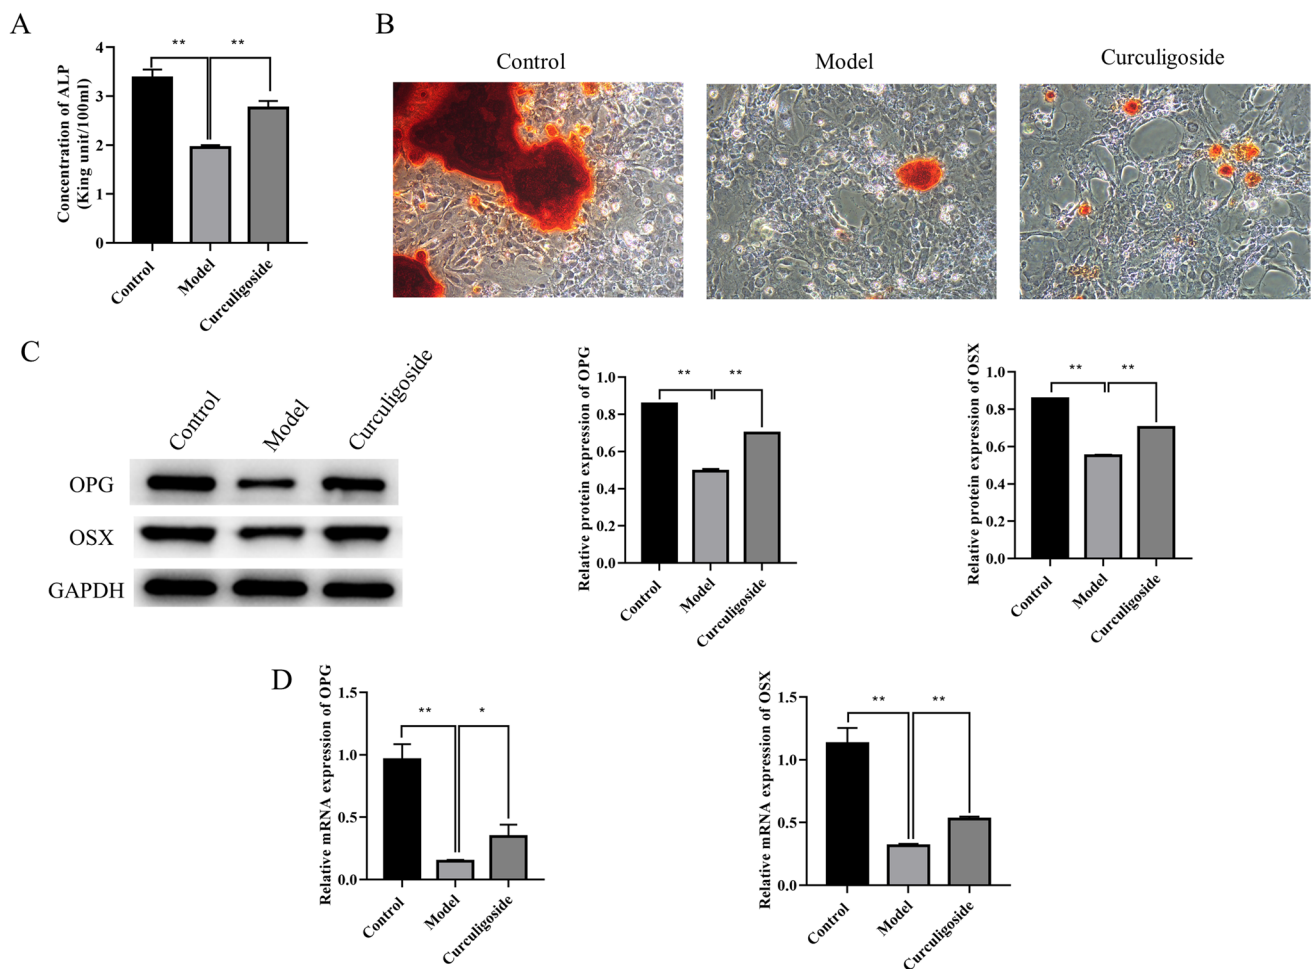 A
Concentration of ALP
(King unit/100ml)
4
3
2
1
0
**
**
Control
Model
Curculigoside
B
Control
Model
Curculigoside
C
Control
Model
Curculigoside
OPG
OSX
GAPDH
Relative protein expression of OPG
1.0
0.8
0.6
0.4
0.2
0.0
**
**
Control
Model
Curculigoside
Relative protein expression of OSX
1.0
0.8
0.6
0.4
0.2
0.0
**
**
Control
Model
Curculigoside
D
Relative mRNA expression of OPG
1.5
1.0
0.5
0.0
**
*
Control
Model
Curculigoside
Relative mRNA expression of OSX
1.5
1.0
0.5
0.0
**
**
Control
Model
Curculigoside